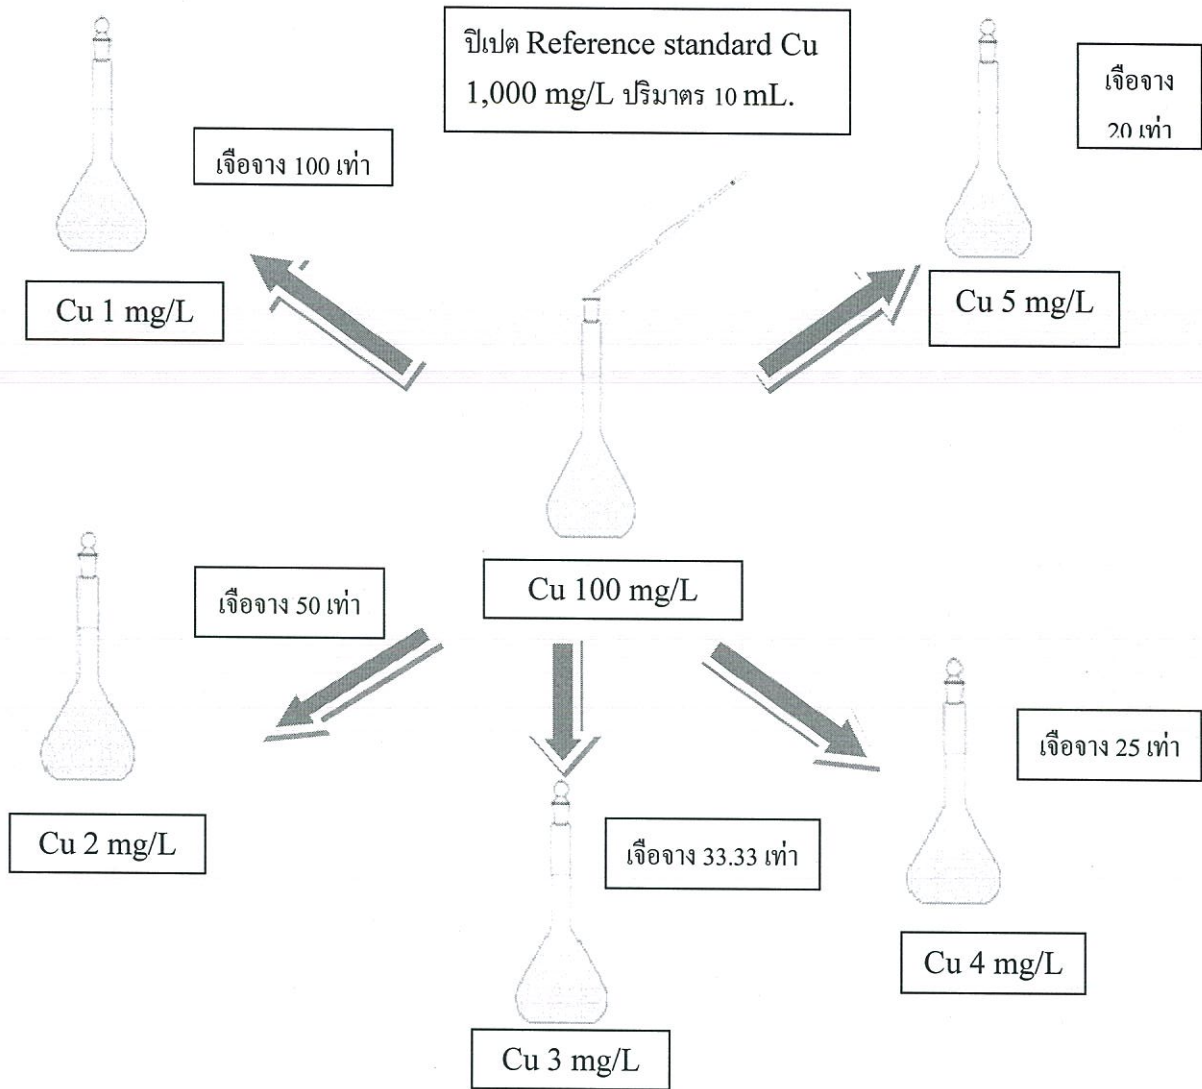 ปิเปต Reference standard Cu
1,000 mg/L ปริมาตร 10 mL.
เจือจาง
20 เท่า
เจือจาง 100 เท่า
Cu 1 mg/L
Cu 5 mg/L
เจือจาง 50 เท่า
Cu 100 mg/L
เจือจาง 25 เท่า
Cu 2 mg/L
เจือจาง 33.33 เท่า
Cu 4 mg/L
Cu 3 mg/L